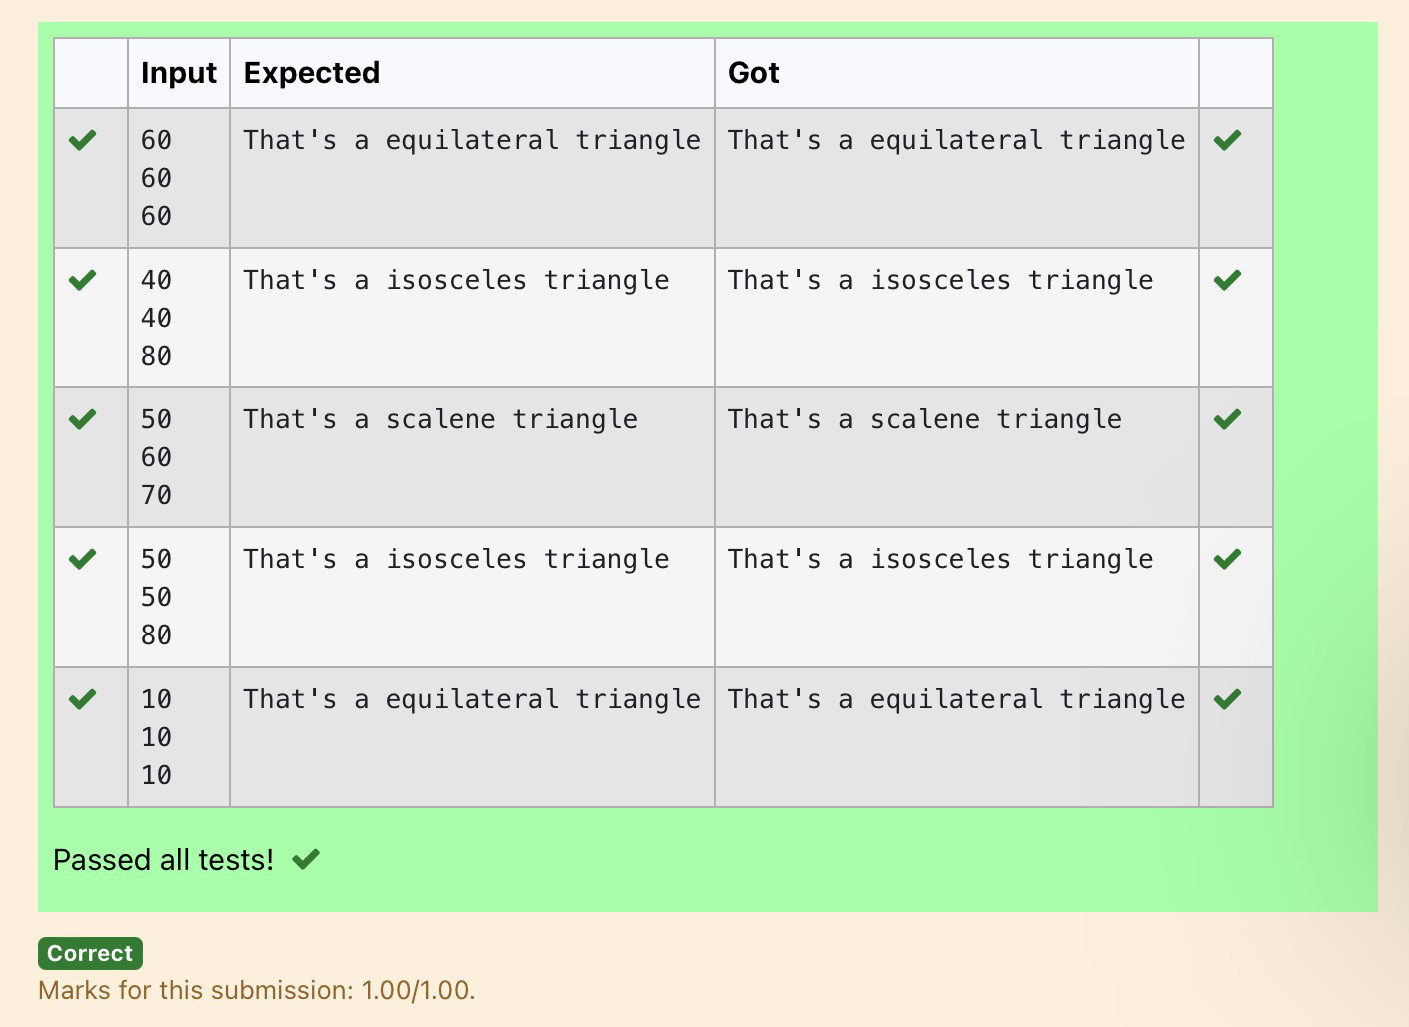 Input Expected Got
60 That's a equilateral triangle That's a equilateral triangle
60
60
40 That's a isosceles triangle That's a isosceles triangle
40
80
50 That's a scalene triangle That's a scalene triangle
60
70
50 That's a isosceles triangle That's a isosceles triangle
50
80
10 That's a equilateral triangle That's a equilateral triangle
10
10
Passed all tests!
Correct
Marks for this submission: 1.00/1.00.